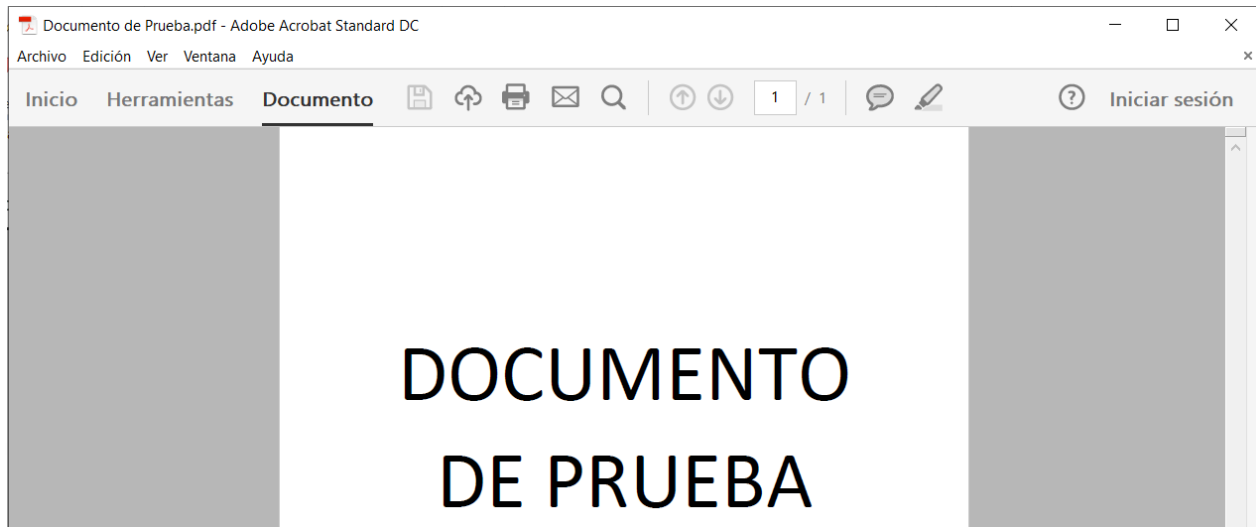 Documento de Prueba.pdf - Adobe Acrobat Standard DC
Archivo Edición Ver Ventana Ayuda
Inicio Herramientas Documento 1 / 1 Iniciar sesión
DOCUMENTO
DE PRUEBA